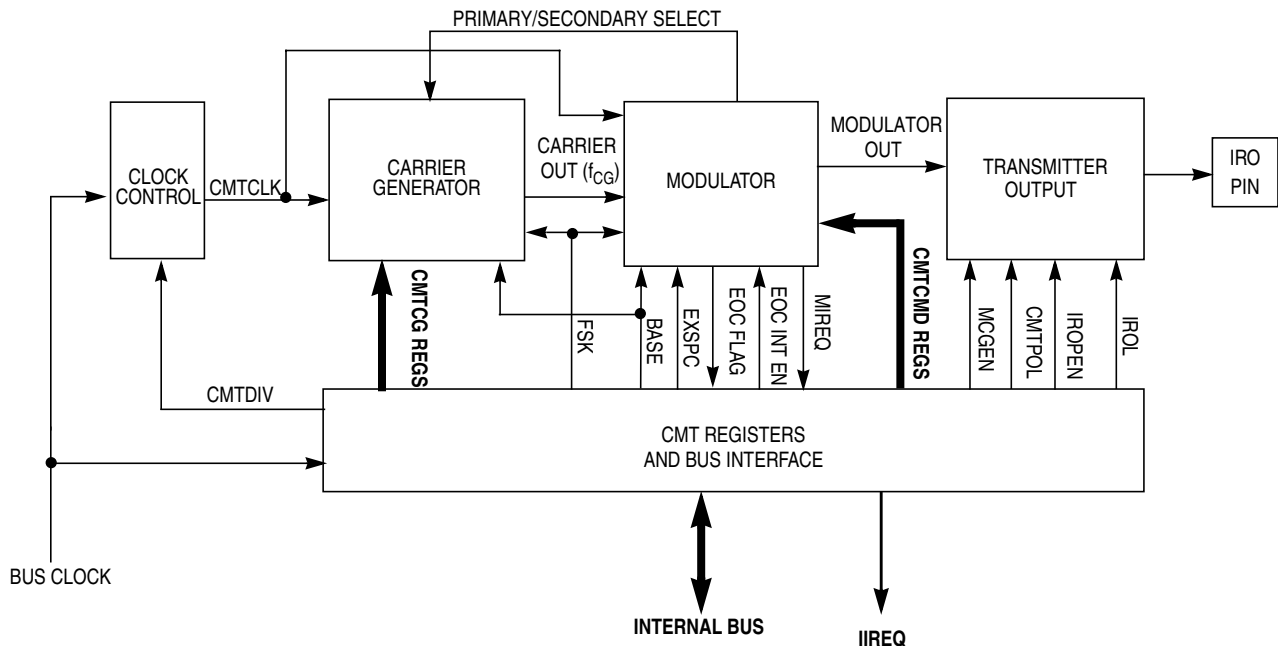 PRIMARY/SECONDARY SELECT
CLOCK
CONTROL
CMTCLK
CARRIER
GENERATOR
CARRIER
OUT (fCG)
MODULATOR
MODULATOR
OUT
TRANSMITTER
OUTPUT
IRO
PIN
CMTCG REGS
FSK
BASE
EXSPC
EOC FLAG
EOC INT EN
MIREQ
CMTCMD REGS
MCGEN
CMTPOL
IROPEN
IROL
CMTDIV
CMT REGISTERS
AND BUS INTERFACE
BUS CLOCK
INTERNAL BUS
IIREQ